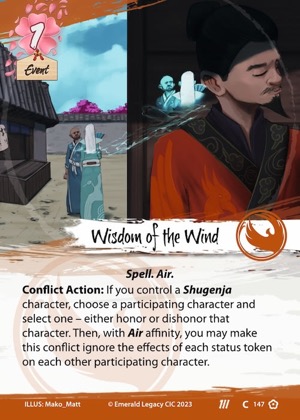 1
Event
Wisdom of the Wind
Spell. Air.
Conflict Action: If you control a Shugenja
character, choose a participating character and
select one – either honor or dishonor that
character. Then, with Air affinity, you may make
this conflict ignore the effects of each status token
on each other participating character.
ILLUS: Mako_Matt © Emerald Legacy CIC 2023 C 147